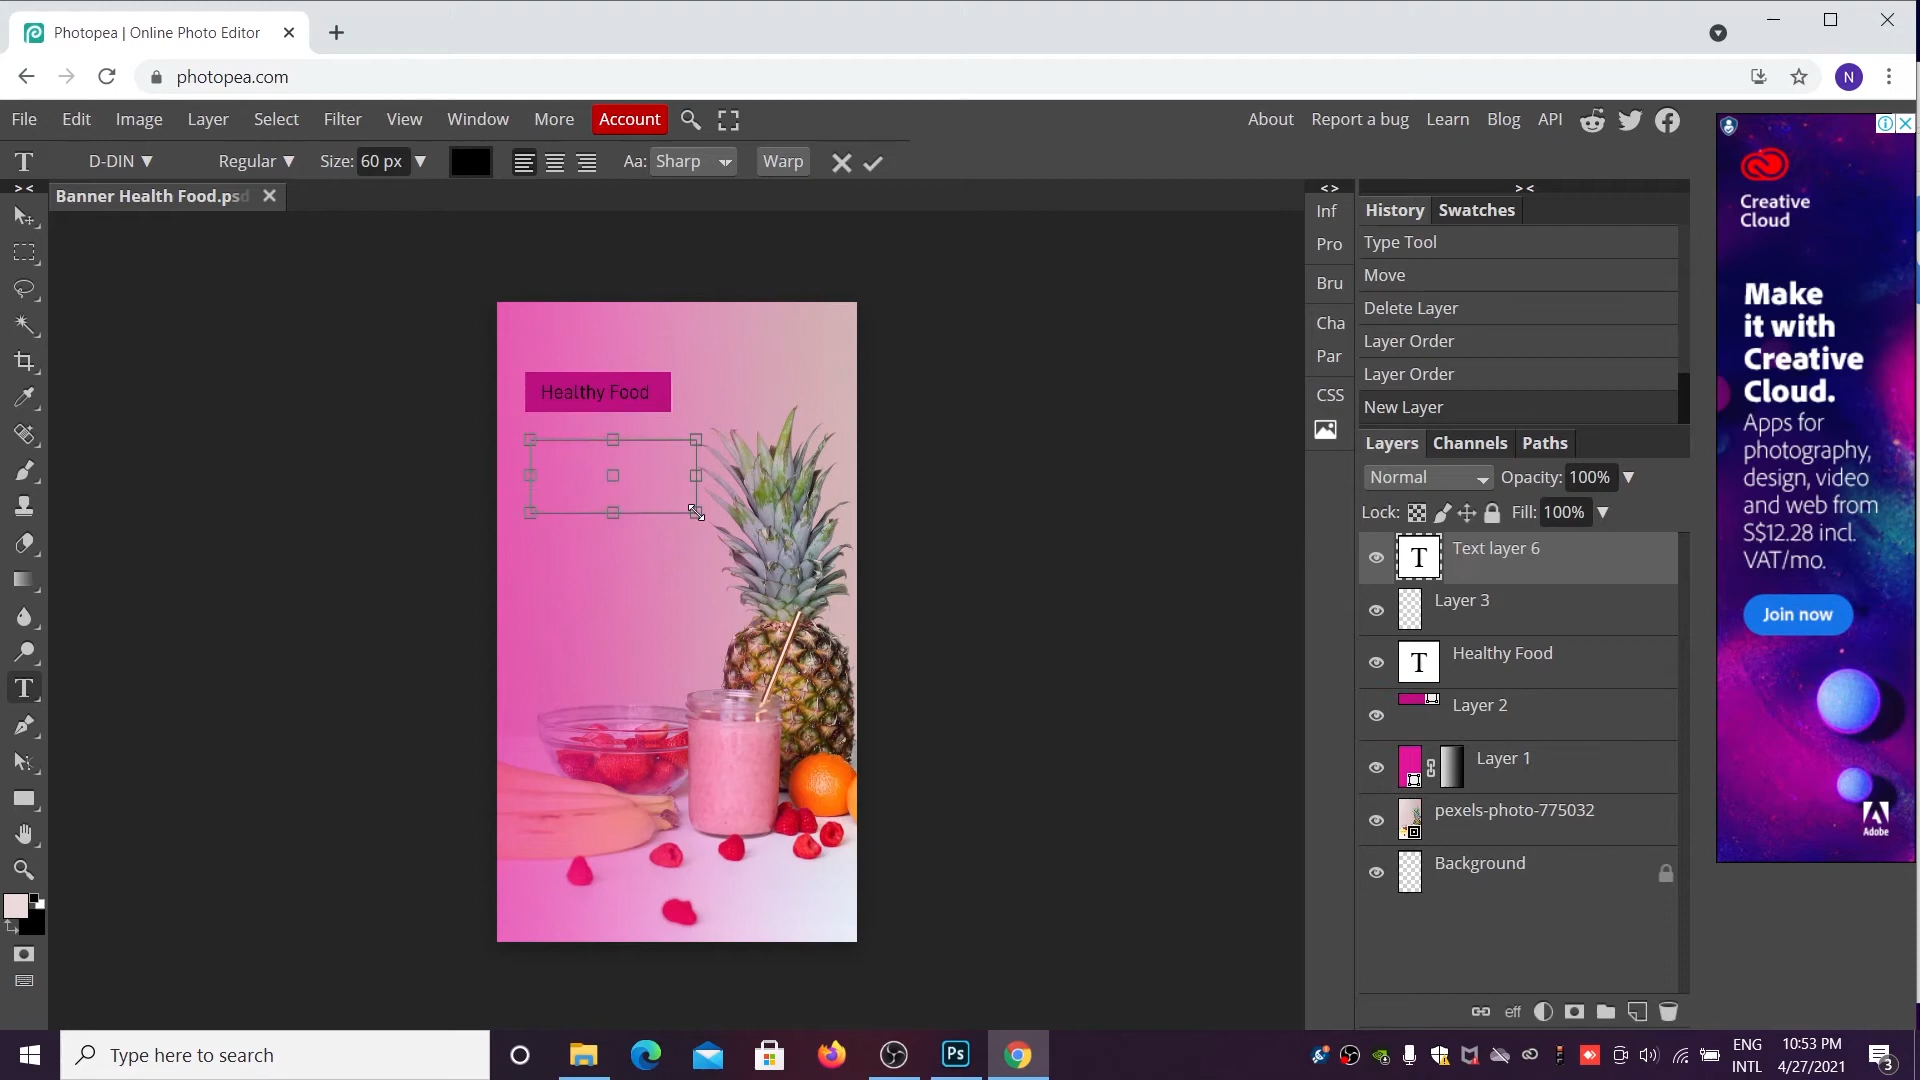 Photopea | Online Photo Editor
photopea.com
N
File Edit Image Layer Select Filter View Window More Account
About Report a bug Learn Blog API
T D-DIN Regular Size: 60 px Aa: Sharp Warp
Banner Health Food.psd
Inf
Pro
Bru
Cha
Par
CSS
History Swatches
Type Tool
Move
Delete Layer
Layer Order
Layer Order
New Layer
Layers Channels Paths
Normal Opacity: 100%
Lock: Fill: 100%
T Text layer 6
Layer 3
T Healthy Food
Layer 2
Layer 1
pexels-photo-775032
Background
eff
Healthy Food
T
Creative
Cloud
Make
it with
Creative
Cloud.
Apps for
photography,
design, video
and web from
S$12.28 incl.
VAT/mo.
Join now
Adobe
Type here to search
Ps
ENG
INTL
10:53 PM
4/27/2021
3